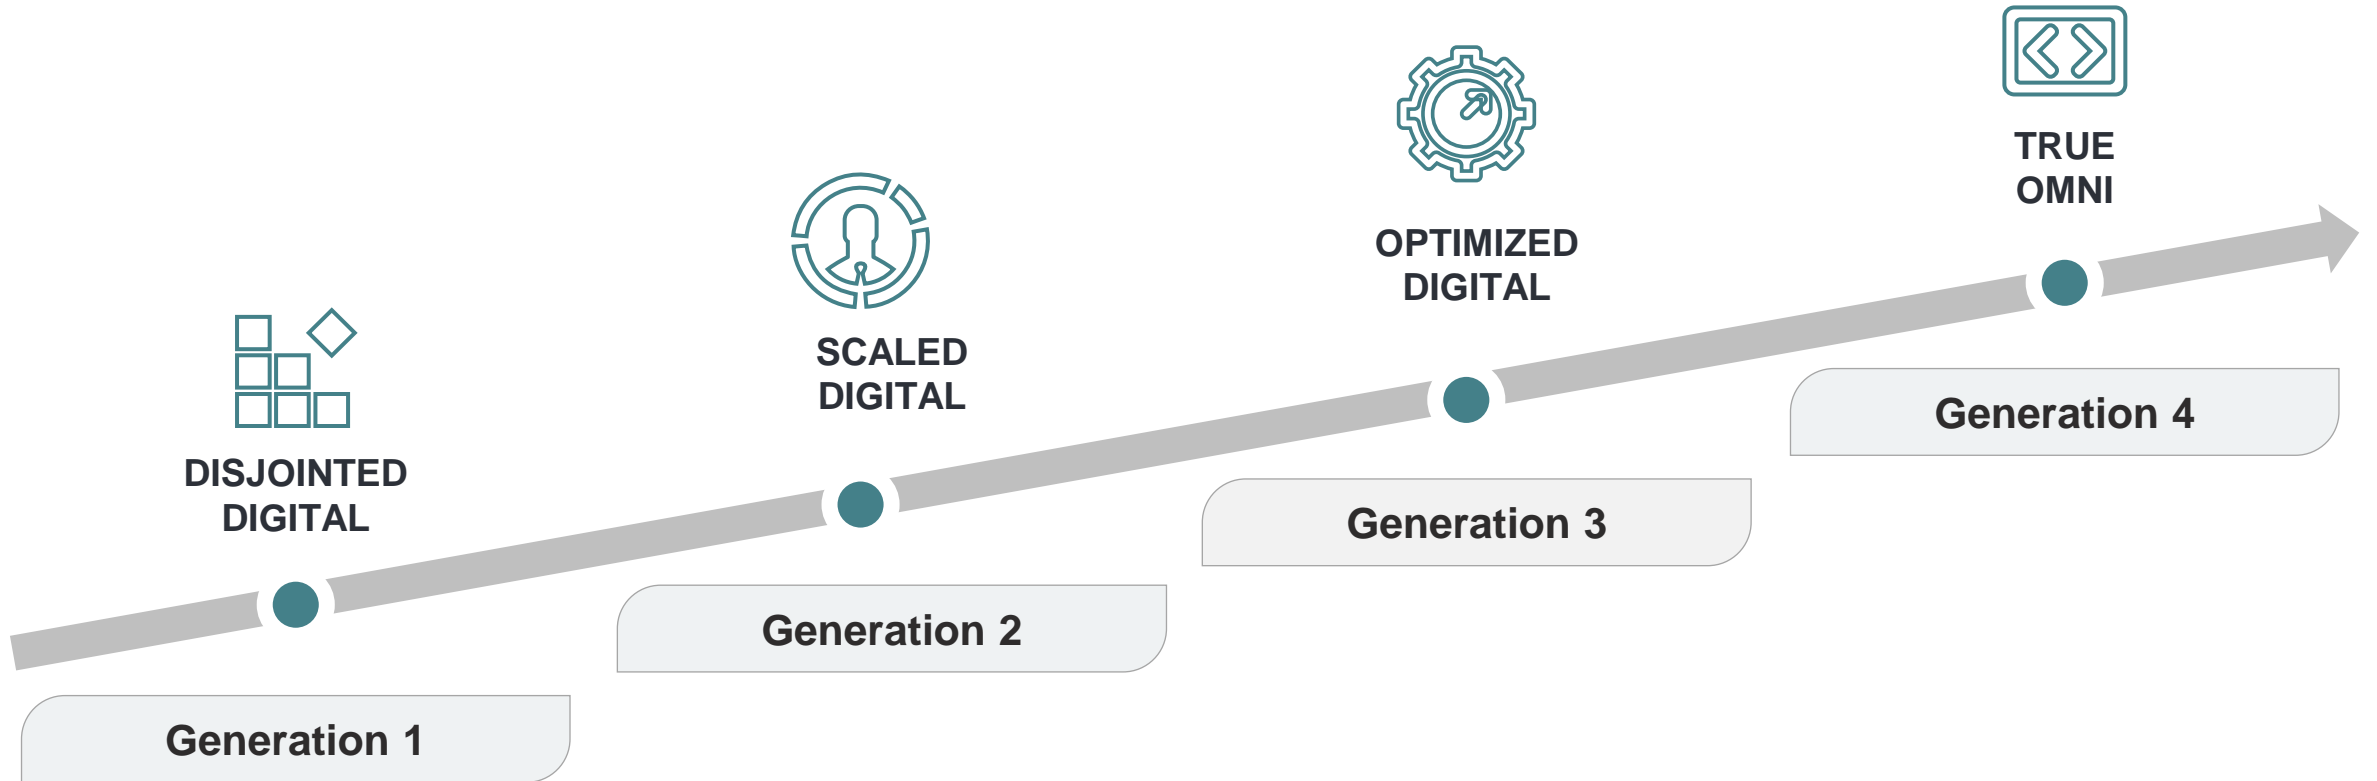 DISJOINTED
DIGITAL
Generation 1
SCALED
DIGITAL
Generation 2
OPTIMIZED
DIGITAL
Generation 3
TRUE
OMNI
Generation 4